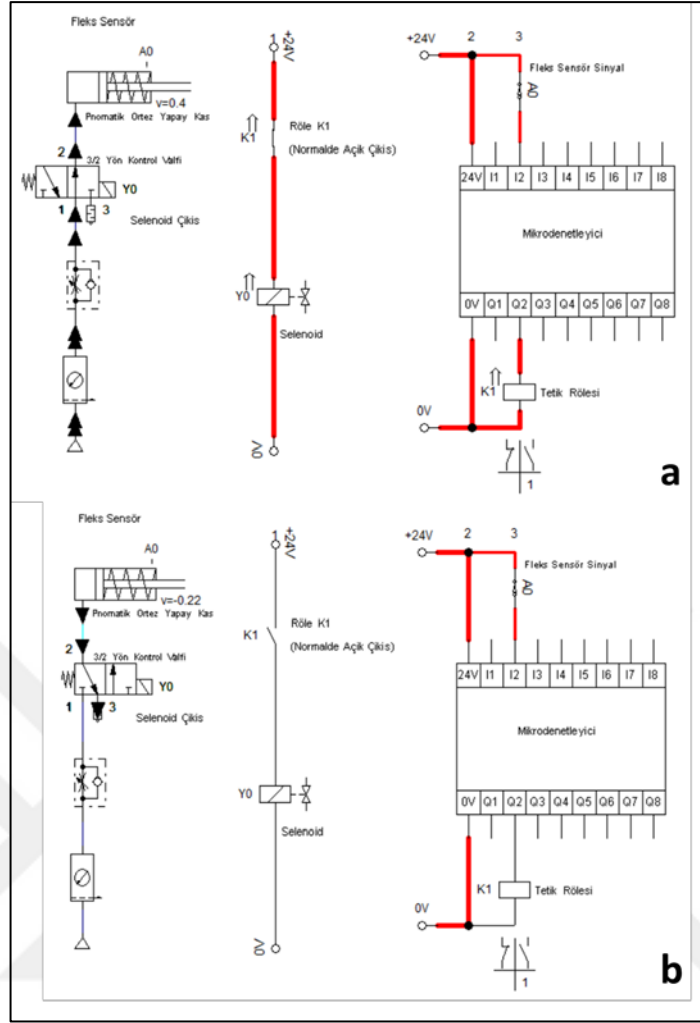 Fleks Sensör
A0
v=0.4
Pnomatik Ortez Yapay Kas
2
3/2 Yön Kontrol Valfi
Y0
1
3
Selenoid Çikis
1
+24V
K1
Röle K1
(Normalde Açik Çikis)
Y0
Selenoid
0V
+24V
2
3
Fleks Sensör Sinyal
A0
24V I1 I2 I3 I4 I5 I6 I7 I8
Mikrodenetleyici
0V Q1 Q2 Q3 Q4 Q5 Q6 Q7 Q8
K1
Tetik Rölesi
0V
1
a
Fleks Sensör
A0
v=-0.22
Pnomatik Ortez Yapay Kas
2
3/2 Yön Kontrol Valfi
Y0
1
3
Selenoid Çikis
1
+24V
K1
Röle K1
(Normalde Açik Çikis)
Y0
Selenoid
0V
+24V
2
3
Fleks Sensör Sinyal
A0
24V I1 I2 I3 I4 I5 I6 I7 I8
Mikrodenetleyici
0V Q1 Q2 Q3 Q4 Q5 Q6 Q7 Q8
K1
Tetik Rölesi
0V
1
b